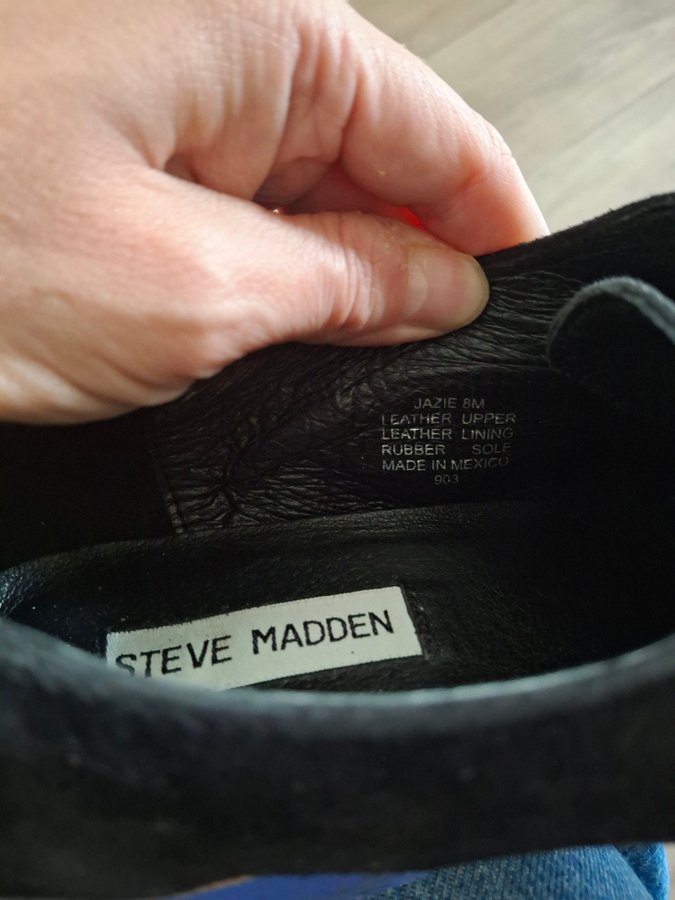 JAZIE 8M
LEATHER UPPER
LEATHER LINING
RUBBER SOLE
MADE IN MEXICO
903
STEVE MADDEN